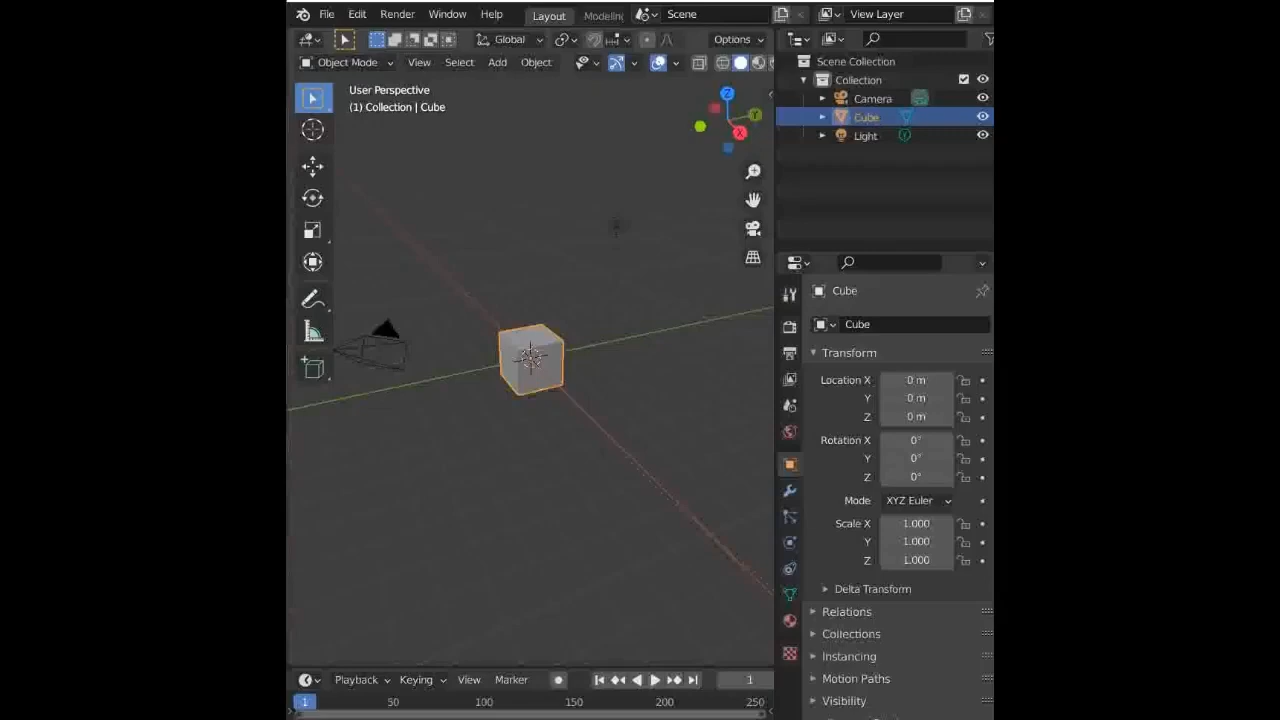 File Edit Render Window Help Layout Modeling Scene View Layer
Global Options
Object Mode View Select Add Object
User Perspective
(1) Collection | Cube
Z
Y
X
Scene Collection
Collection
Camera
Cube
Light
Cube
Cube
Transform
Location X 0 m
Y 0 m
Z 0 m
Rotation X 0°
Y 0°
Z 0°
Mode XYZ Euler
Scale X 1.000
Y 1.000
Z 1.000
Delta Transform
Relations
Collections
Instancing
Motion Paths
Visibility
Playback Keying View Marker 1
1 50 100 150 200 250